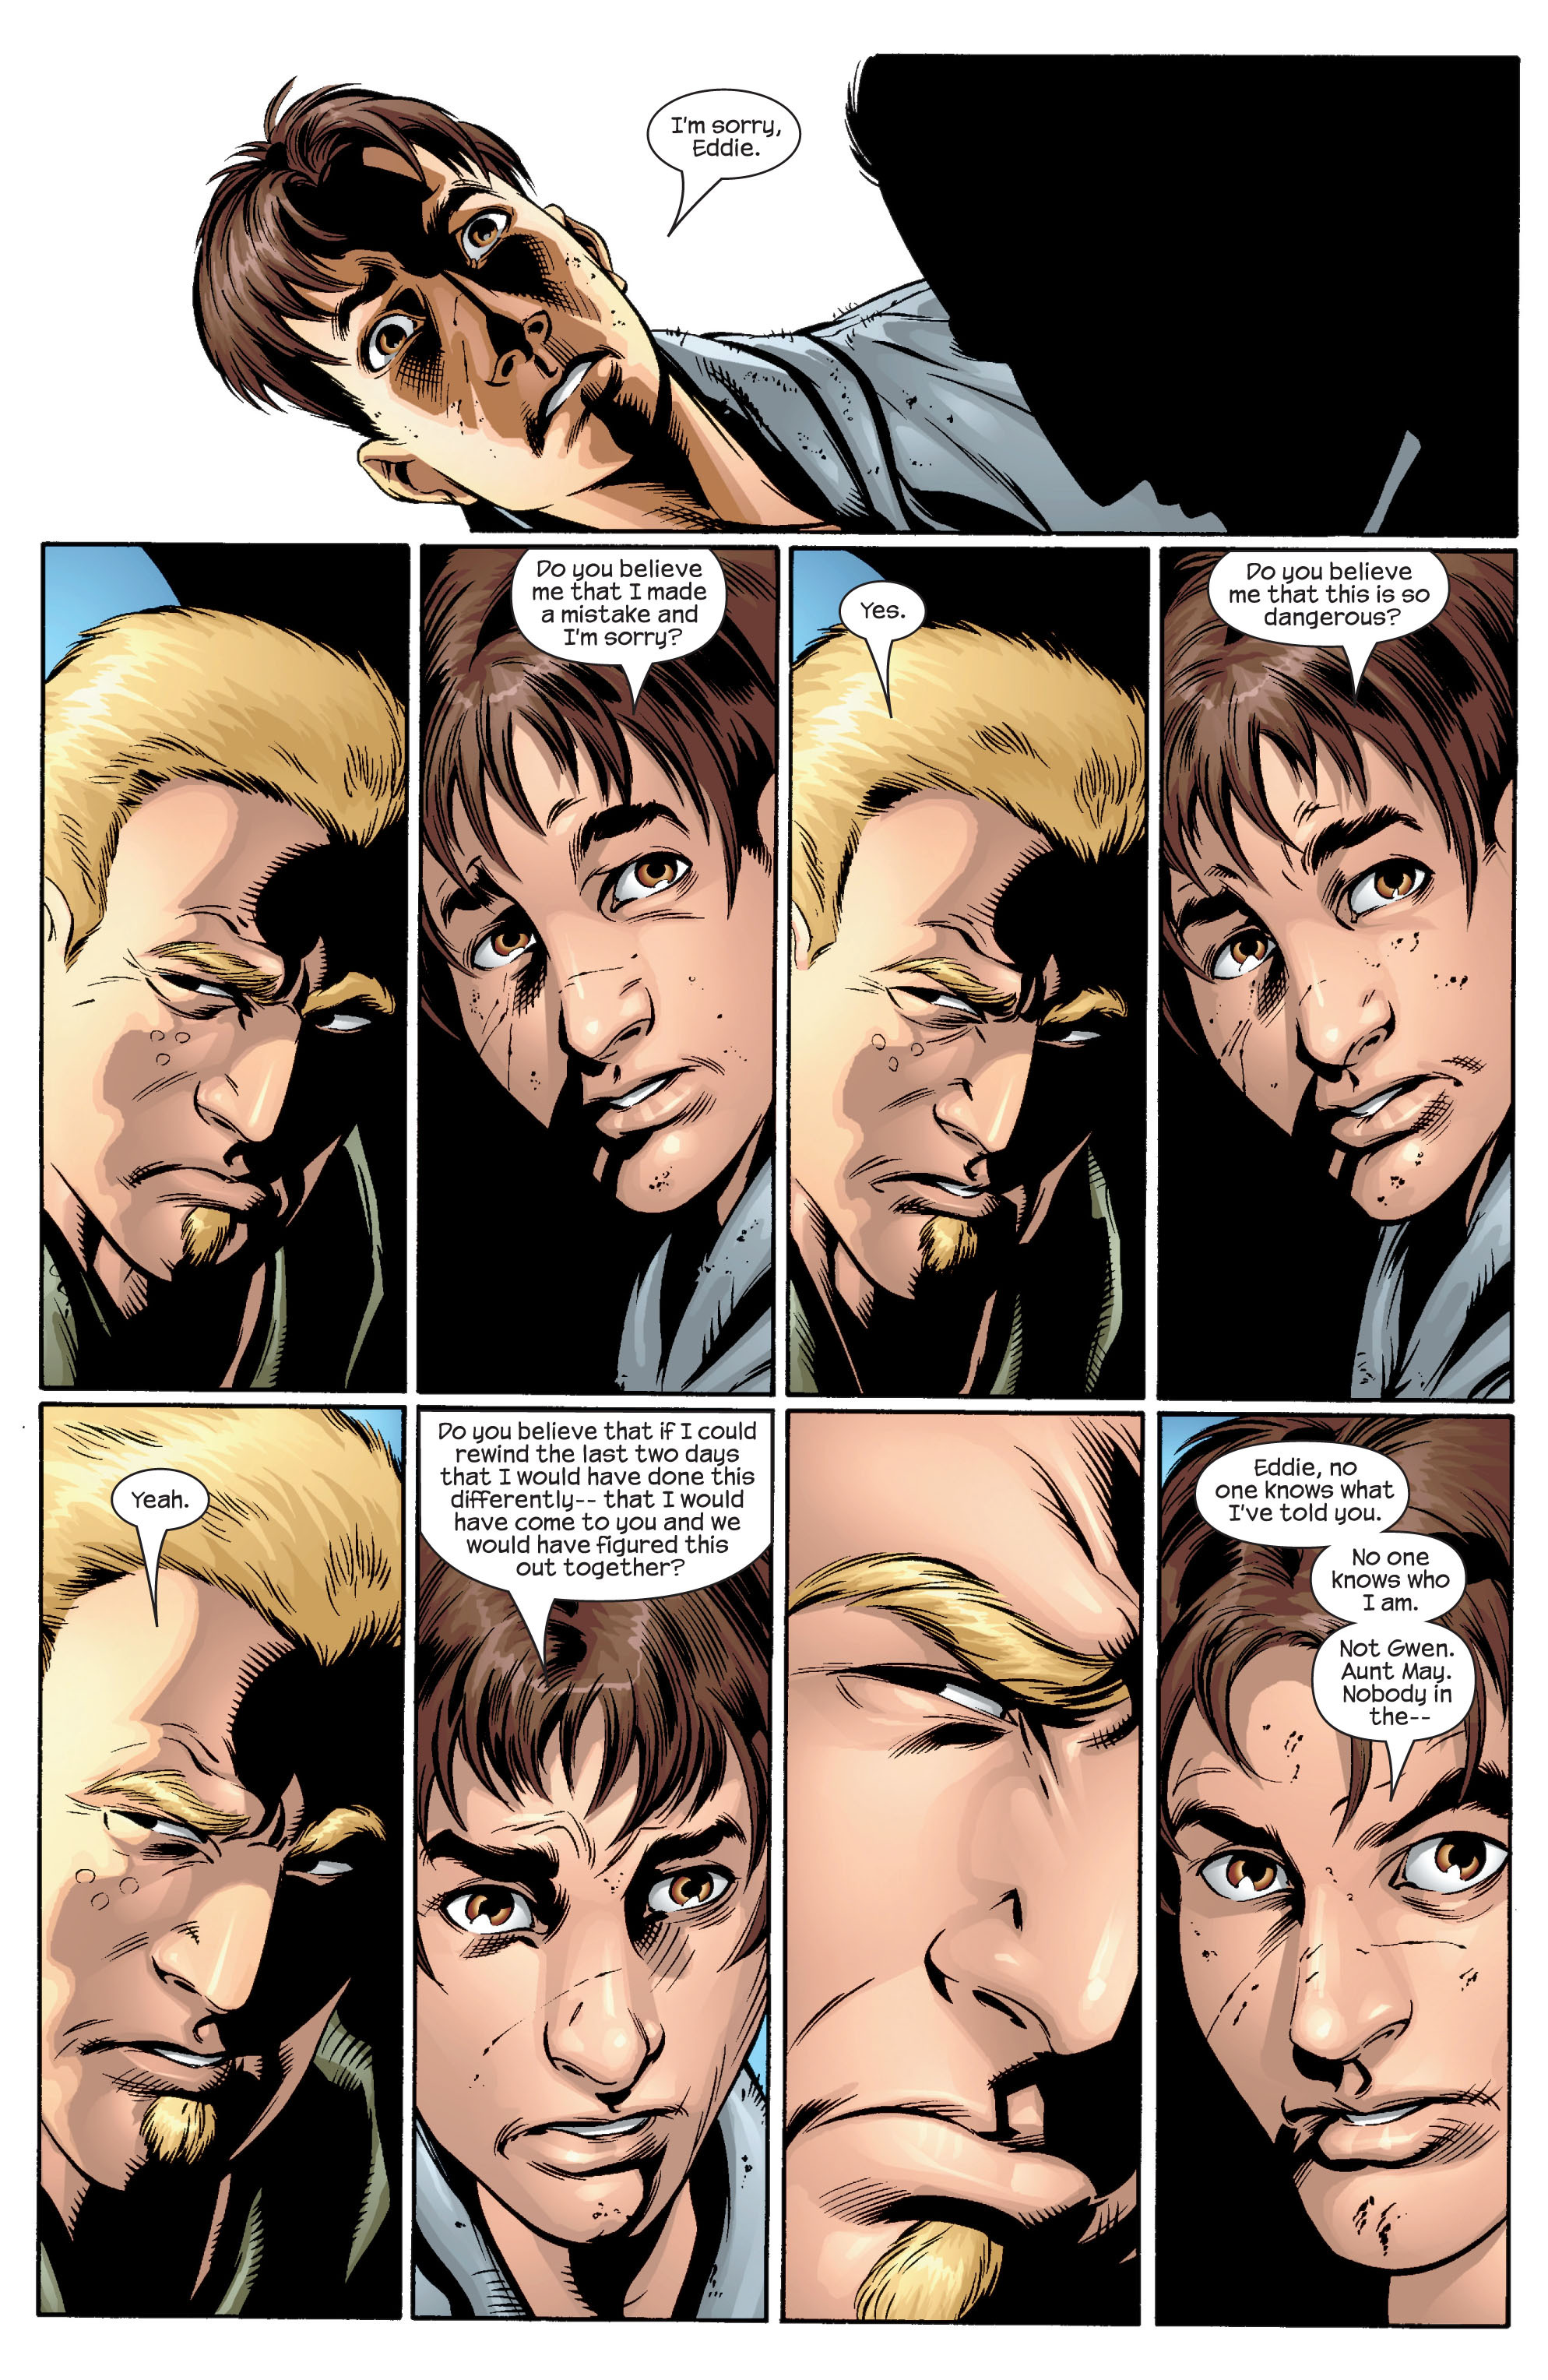 I'm sorry,
Eddie.
Do you believe
me that I made
a mistake and
I'm sorry?
Yes.
Do you believe
me that this is so
dangerous?
Yeah.
Do you believe that if I could
rewind the last two days
that I would have done this
differently-- that I would
have come to you and we
would have figured this
out together?
Eddie, no
one knows what
I've told you.
No one
knows who
I am.
Not Gwen.
Aunt May.
Nobody in
the--